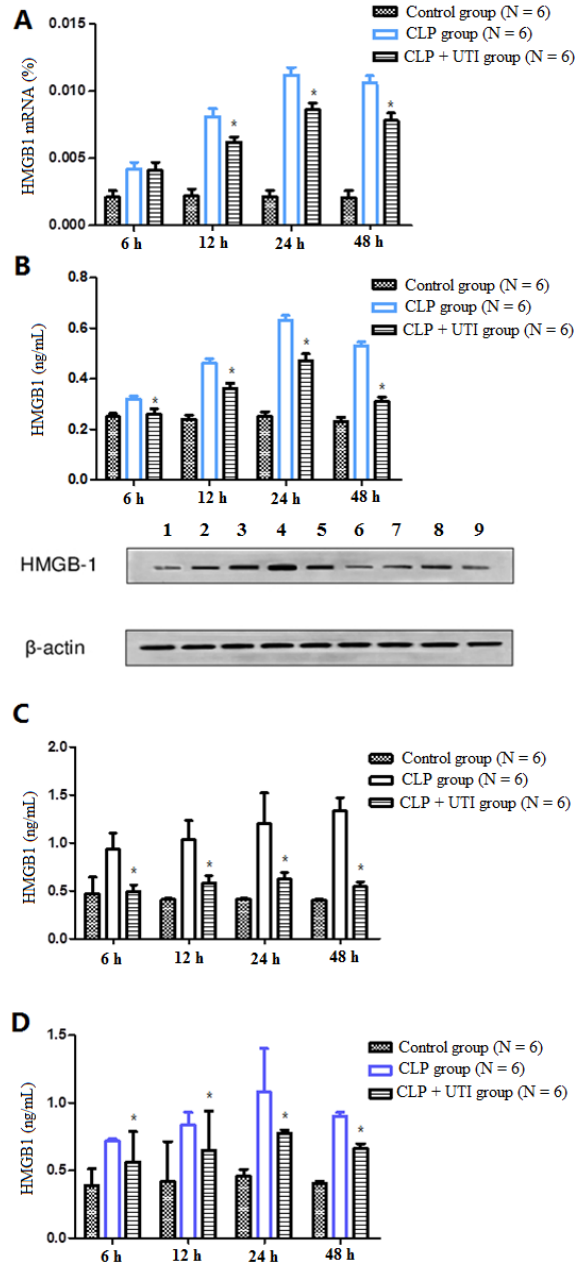 A
HMGB1 mRNA (%)
0.015
0.010
0.005
0.000
Control group (N = 6)
CLP group (N = 6)
CLP + UTI group (N = 6)
*
*
*
6 h 12 h 24 h 48 h
B
HMGB1 (ng/mL)
0.8
0.6
0.4
0.2
0.0
Control group (N = 6)
CLP group (N = 6)
CLP + UTI group (N = 6)
*
*
*
*
6 h 12 h 24 h 48 h
1 2 3 4 5 6 7 8 9
HMGB-1
β-actin
C
HMGB1 (ng/mL)
2.0
1.5
1.0
0.5
0.0
Control group (N = 6)
CLP group (N = 6)
CLP + UTI group (N = 6)
*
*
*
*
6 h 12 h 24 h 48 h
D
HMGB1 (ng/mL)
1.5
1.0
0.5
0.0
Control group (N = 6)
CLP group (N = 6)
CLP + UTI group (N = 6)
*
*
*
*
6 h 12 h 24 h 48 h